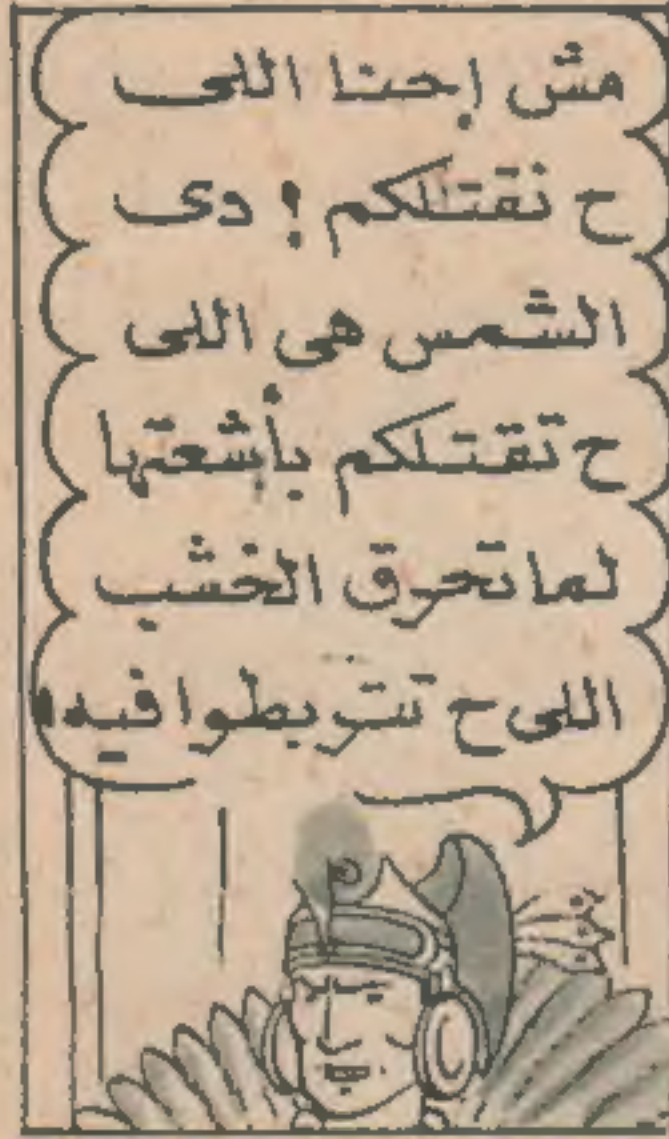 مش إحنا اللى
ح نقتلكم ! دى
الشمس هى اللى
ح تقتلكم بأشعتها
لما تحرق الخشب
اللى ح تتربطوا فيه